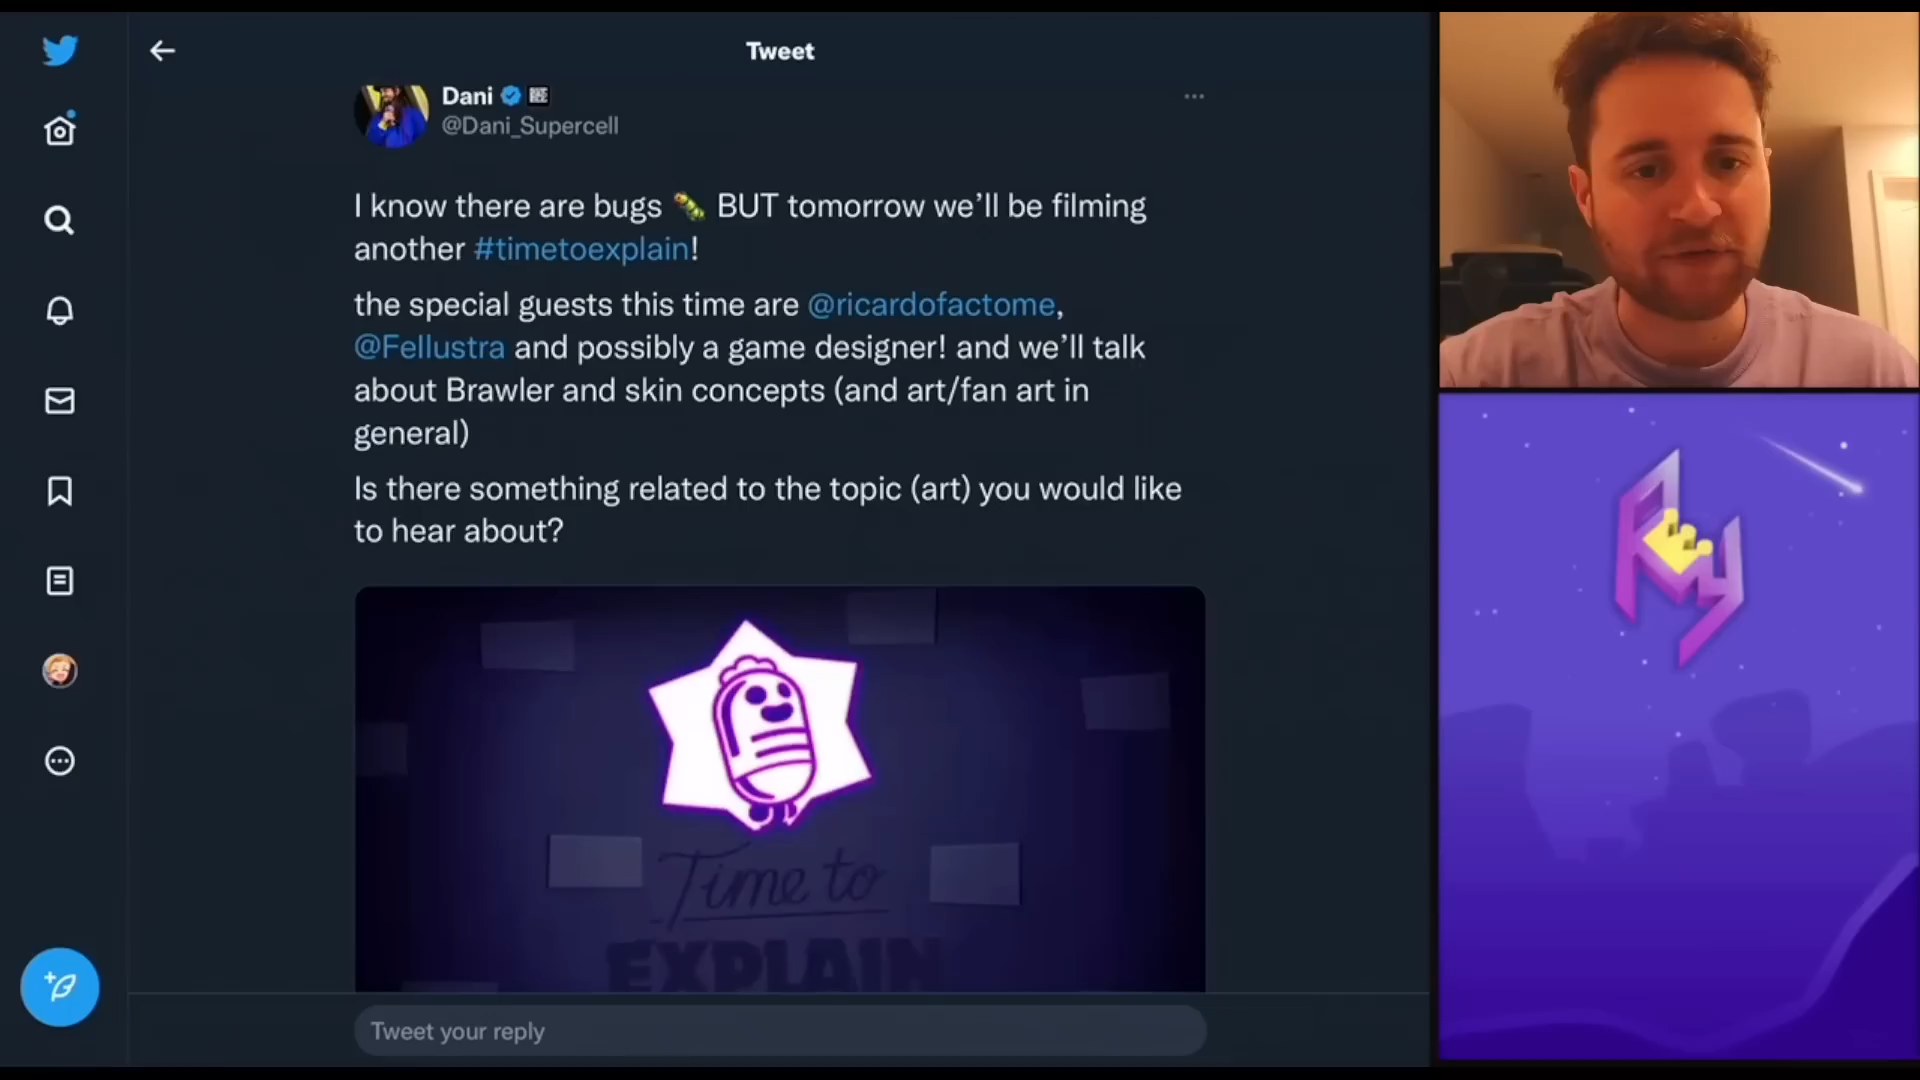 Tweet
Dani
@Dani_Supercell
I know there are bugs 🐛 BUT tomorrow we’ll be filming
another #timetoexplain!
the special guests this time are @ricardofactome,
@Fellustra and possibly a game designer! and we’ll talk
about Brawler and skin concepts (and art/fan art in
general)
Is there something related to the topic (art) you would like
to hear about?
Time to
EXPLAIN
Tweet your reply
Ry